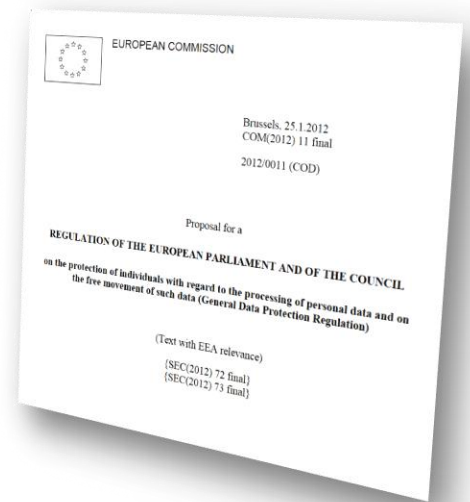 EUROPEAN COMMISSION
Brussels, 25.1.2012
COM(2012) 11 final
2012/0011 (COD)
Proposal for a
REGULATION OF THE EUROPEAN PARLIAMENT AND OF THE COUNCIL
on the protection of individuals with regard to the processing of personal data and on
the free movement of such data (General Data Protection Regulation)
(Text with EEA relevance)
{SEC(2012) 72 final}
{SEC(2012) 73 final}